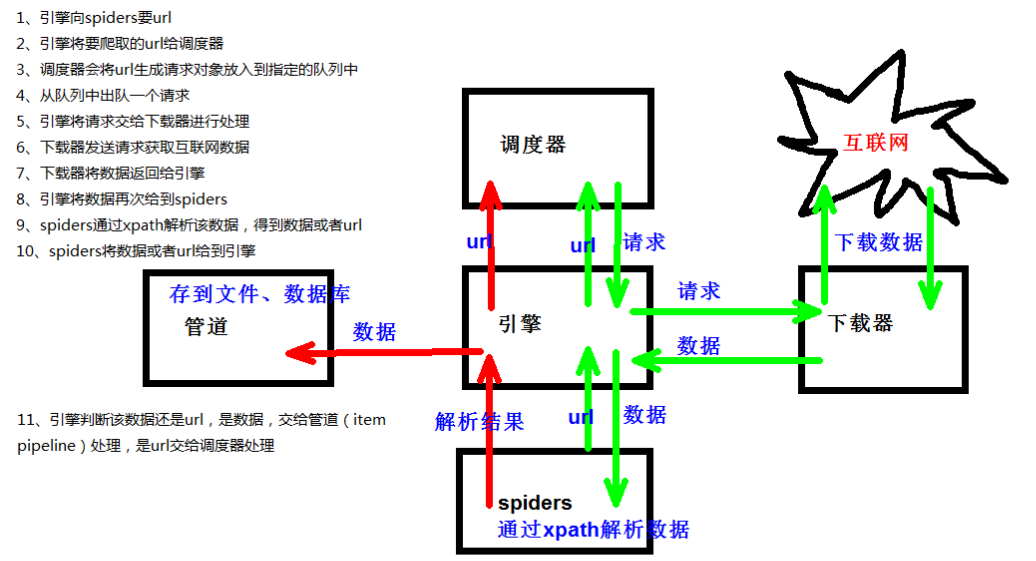 1、引擎向spiders要url
2、引擎将要爬取的url给调度器
3、调度器会将url生成请求对象放入到指定的队列中
4、从队列中出队一个请求
5、引擎将请求交给下载器进行处理
6、下载器发送请求获取互联网数据
7、下载器将数据返回给引擎
8、引擎将数据再次给到spiders
9、spiders通过xpath解析该数据，得到数据或者url
10、spiders将数据或者url给到引擎
调度器
互联网
url
url
请求
下载数据
存到文件、数据库
管道
数据
引擎
请求
数据
下载器
11、引擎判断该数据还是url，是数据，交给管道（item
pipeline）处理，是url交给调度器处理
解析结果
url
数据
spiders
通过xpath解析数据